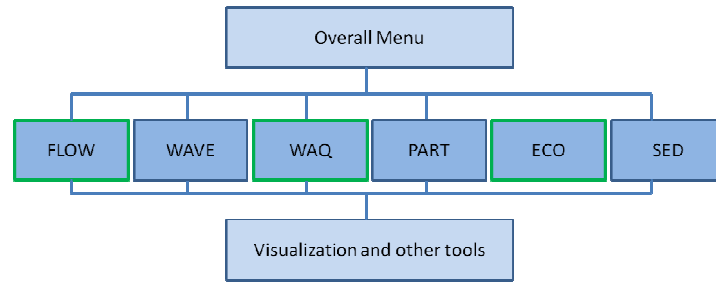 Overall Menu
FLOW WAVE WAQ PART ECO SED
Visualization and other tools